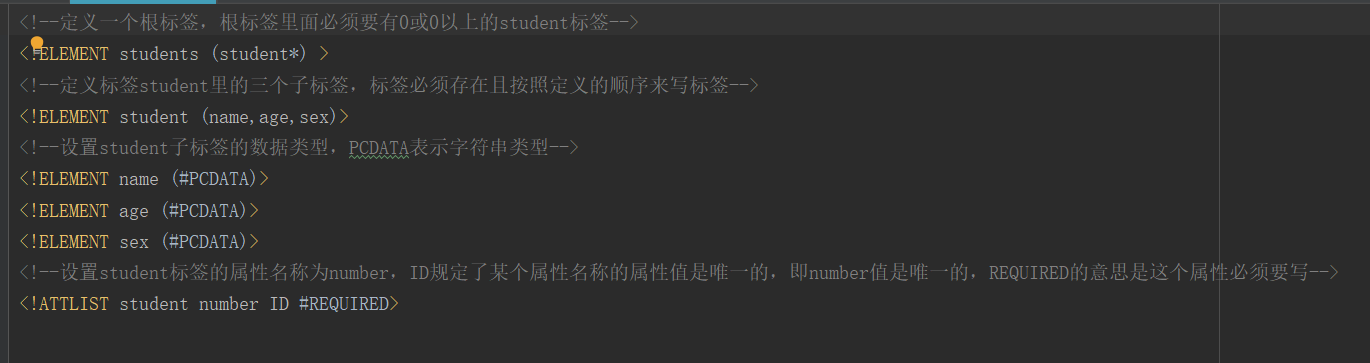 <!--定义一个根标签，根标签里面必须要有0或0以上的student标签-->
<!ELEMENT students (student*) >
<!--定义标签student里的三个子标签，标签必须存在且按照定义的顺序来写标签-->
<!ELEMENT student (name,age,sex)>
<!--设置student子标签的数据类型，PCDATA表示字符串类型-->
<!ELEMENT name (#PCDATA)>
<!ELEMENT age (#PCDATA)>
<!ELEMENT sex (#PCDATA)>
<!--设置student标签的属性名称为number，ID规定了某个属性名称的属性值是唯一的，即number值是唯一的，REQUIRED的意思是这个属性必须要写-->
<!ATTLIST student number ID #REQUIRED>